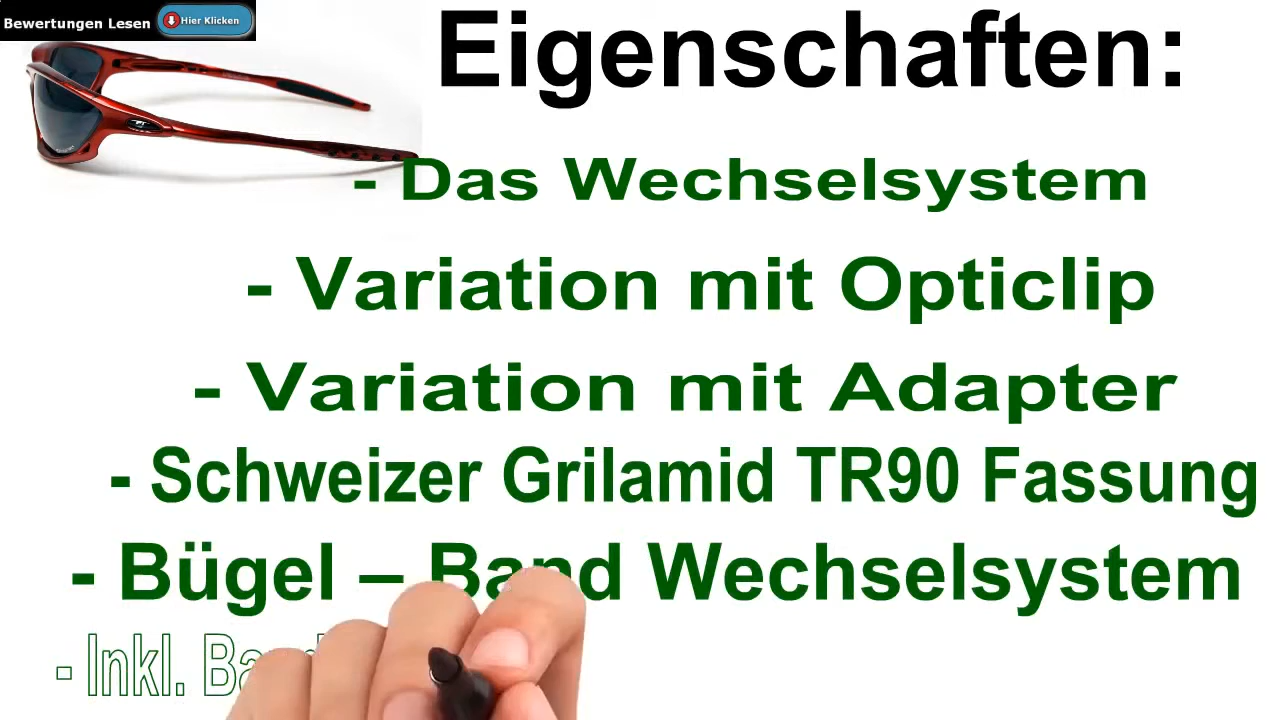 Bewertungen Lesen Hier Klicken
Eigenschaften:
- Das Wechselsystem
- Variation mit Opticlip
- Variation mit Adapter
- Schweizer Grilamid TR90 Fassung
- Bügel – Band Wechselsystem
- Inkl.